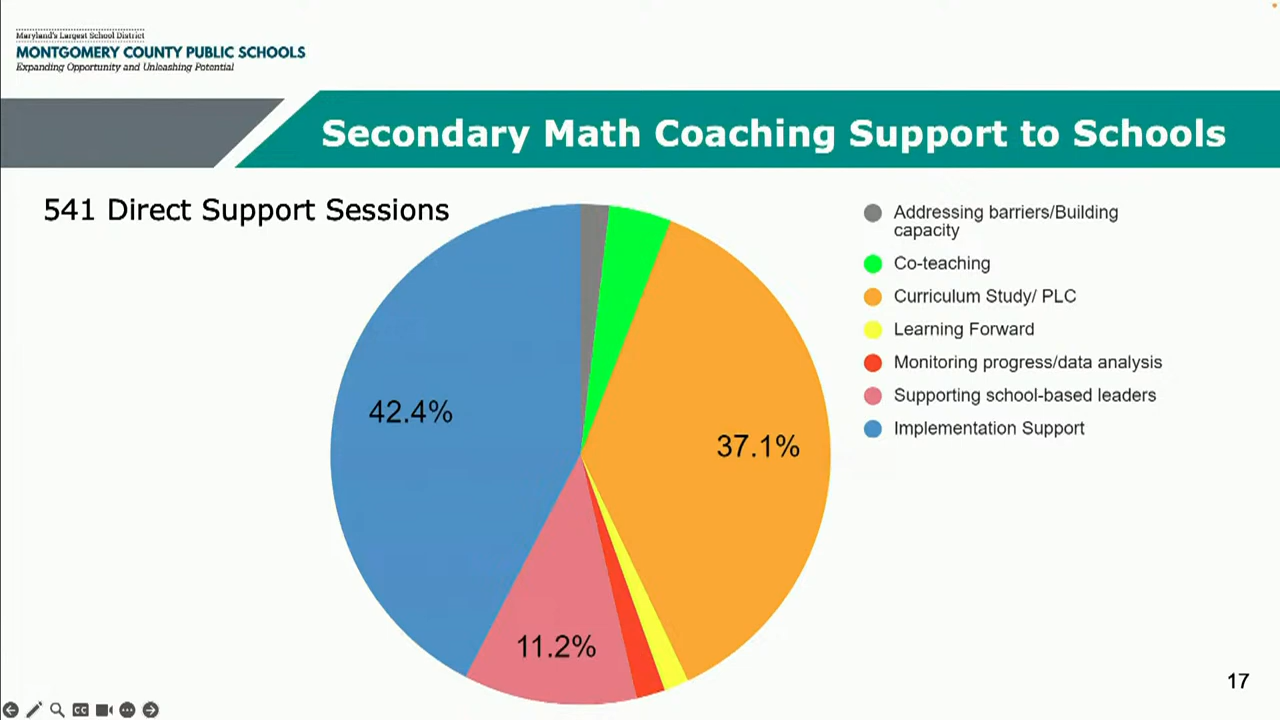 Maryland's Largest School District
MONTGOMERY COUNTY PUBLIC SCHOOLS
Expanding Opportunity and Unleashing Potential
Secondary Math Coaching Support to Schools
541 Direct Support Sessions
Addressing barriers/Building
capacity
Co-teaching
Curriculum Study/ PLC
Learning Forward
Monitoring progress/data analysis
Supporting school-based leaders
Implementation Support
42.4%
37.1%
11.2%
17
CC